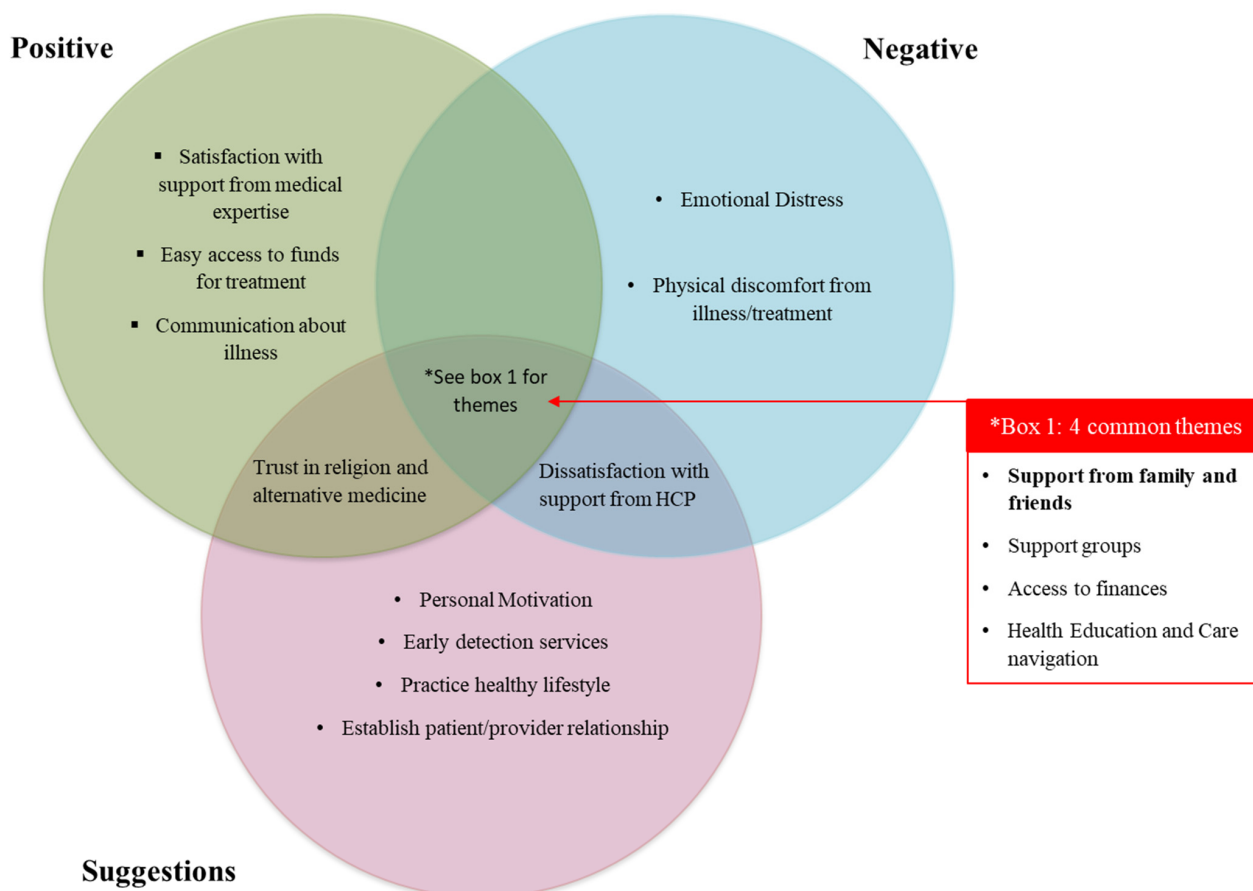 Positive
Negative
▪ Satisfaction with
support from medical
expertise
▪ Easy access to funds
for treatment
▪ Communication about
illness
• Emotional Distress
• Physical discomfort from
illness/treatment
*See box 1 for
themes
Trust in religion and
alternative medicine
Dissatisfaction with
support from HCP
• Personal Motivation
• Early detection services
• Practice healthy lifestyle
• Establish patient/provider relationship
Suggestions
*Box 1: 4 common themes
• Support from family and
friends
• Support groups
• Access to finances
• Health Education and Care
navigation